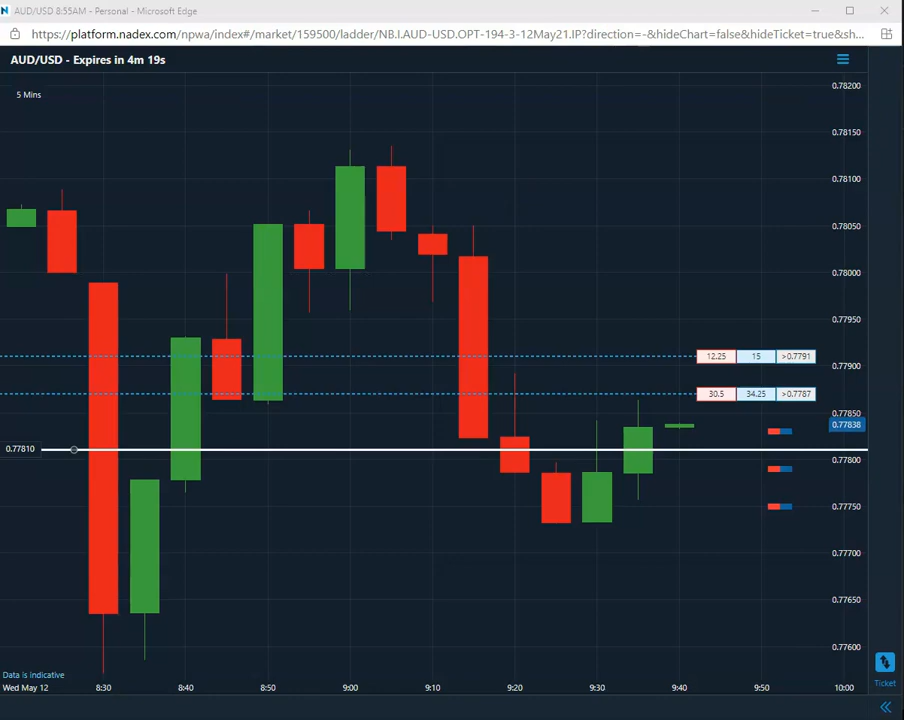 AUD/USD 8:55AM - Personal - Microsoft Edge
https://platform.nadex.com/npwa/index#/market/159500/ladder/NB.I.AUD-USD.OPT-194-3-12May21.IP?direction=-&hideChart=false&hideTicket=true&sh...
AUD/USD - Expires in 4m 19s
5 Mins
0.78200
0.78150
0.78100
0.78050
0.78000
0.77950
12.25 15 >0.7791
0.77900
30.5 34.25 >0.7787
0.77850
0.77838
0.77810
0.77800
0.77750
0.77700
0.77650
0.77600
Data is indicative
Wed May 12 8:30 8:40 8:50 9:00 9:10 9:20 9:30 9:40 9:50 10:00
Ticket